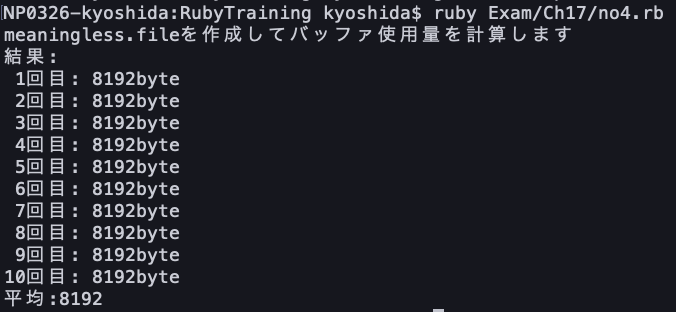 NP0326-kyoshida:RubyTraining kyoshida$ ruby Exam/Ch17/no4.rb
meaningless.fileを作成してバッファ使用量を計算します
結果:
 1回目: 8192byte
 2回目: 8192byte
 3回目: 8192byte
 4回目: 8192byte
 5回目: 8192byte
 6回目: 8192byte
 7回目: 8192byte
 8回目: 8192byte
 9回目: 8192byte
10回目: 8192byte
平均:8192